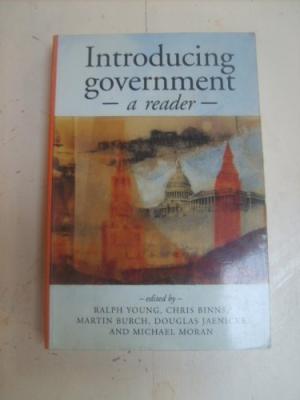 Introducing
government
— a reader —
– edited by –
RALPH YOUNG, CHRIS BINNS,
MARTIN BURCH, DOUGLAS JAENICKE
AND MICHAEL MORAN